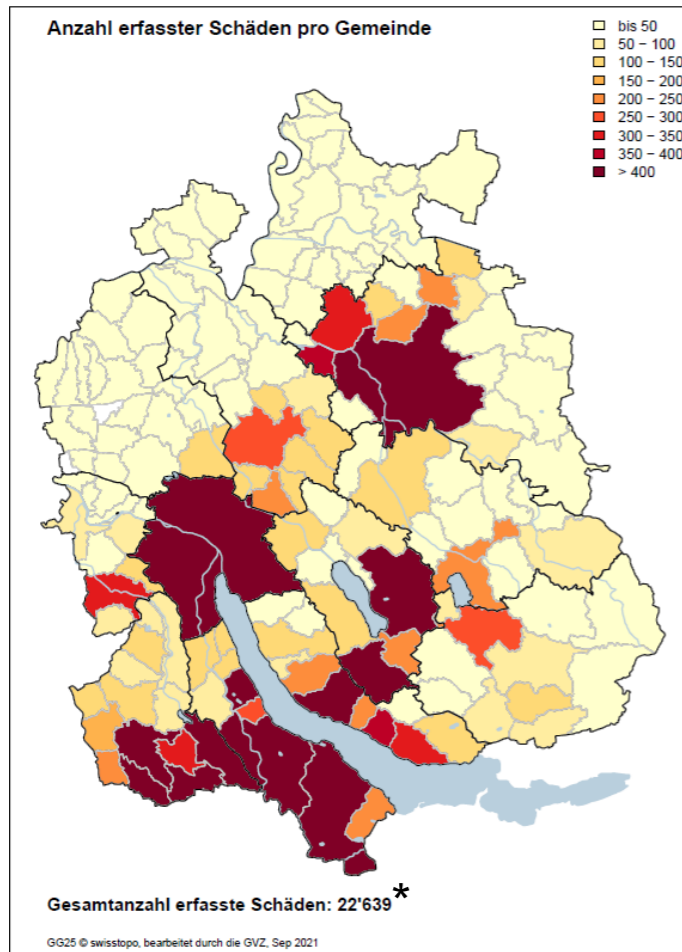 Anzahl erfasster Schäden pro Gemeinde
bis 50
50 – 100
100 – 150
150 – 200
200 – 250
250 – 300
300 – 350
350 – 400
> 400
Gesamtanzahl erfasste Schäden: 22'639*
GG25 © swisstopo, bearbeitet durch die GVZ, Sep 2021